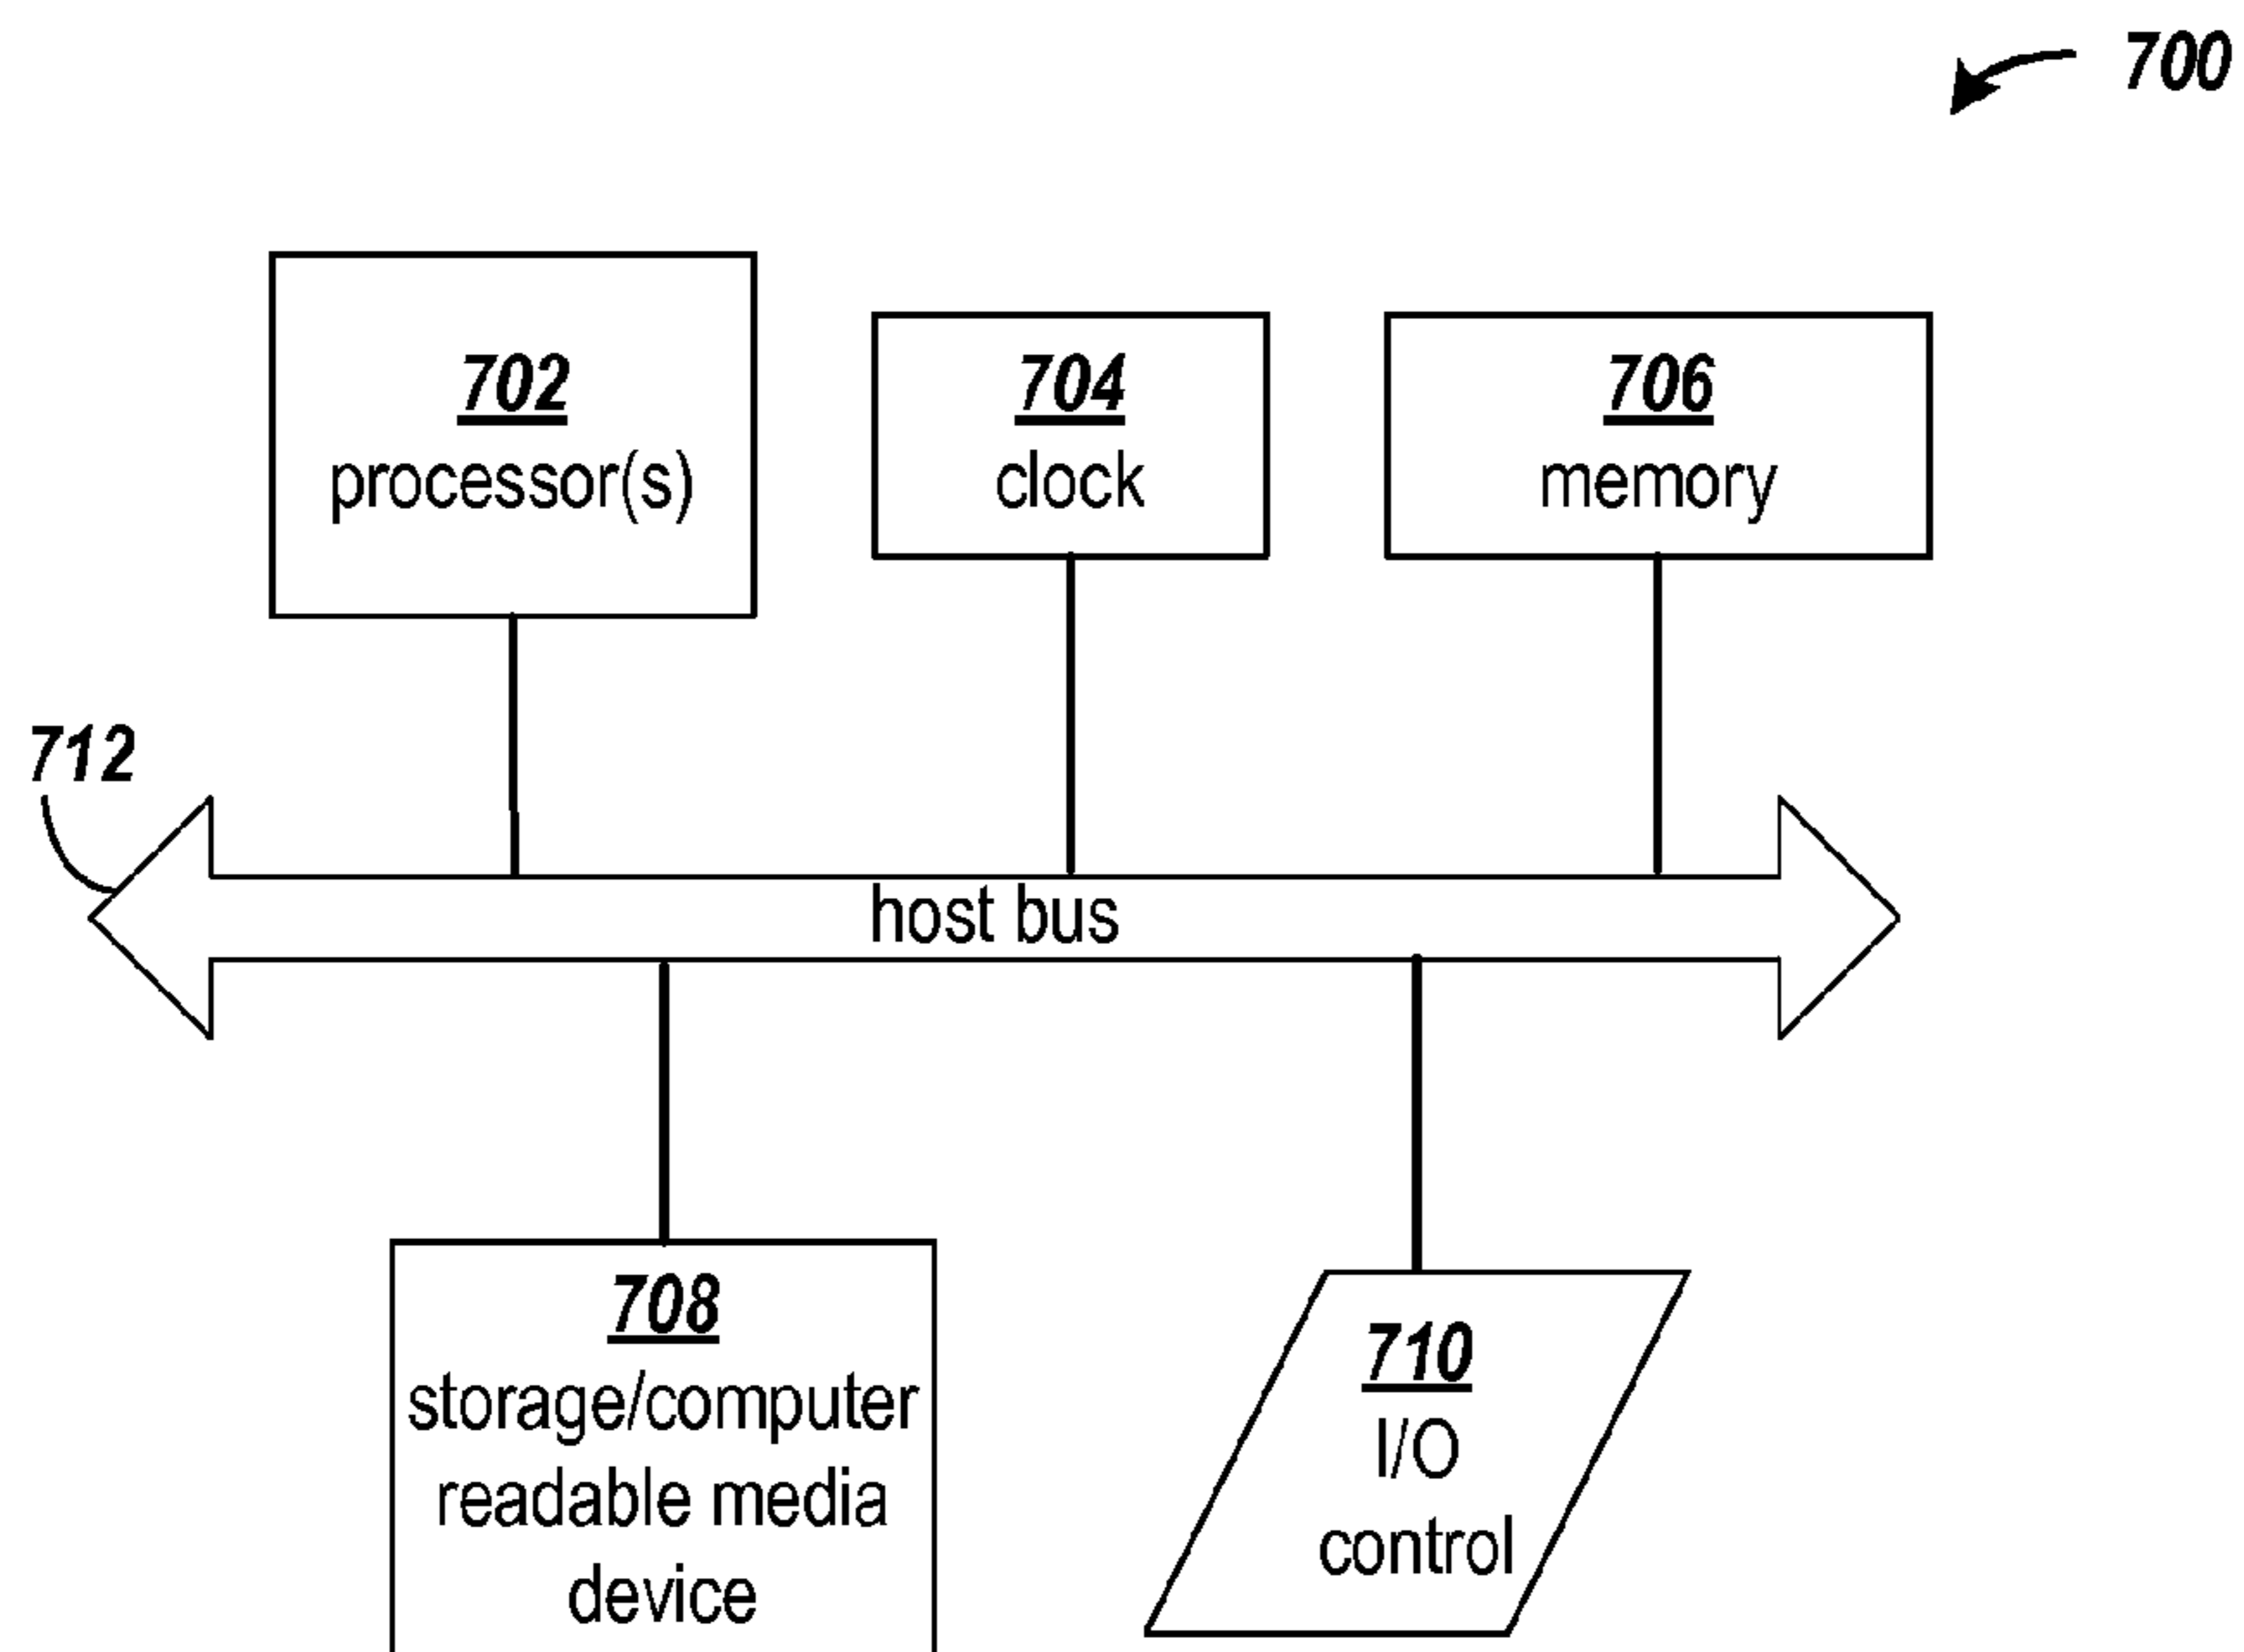 700
702
processor(s)
704
clock
706
memory
712
host bus
708
storage/computer
readable media
device
710
I/O
control